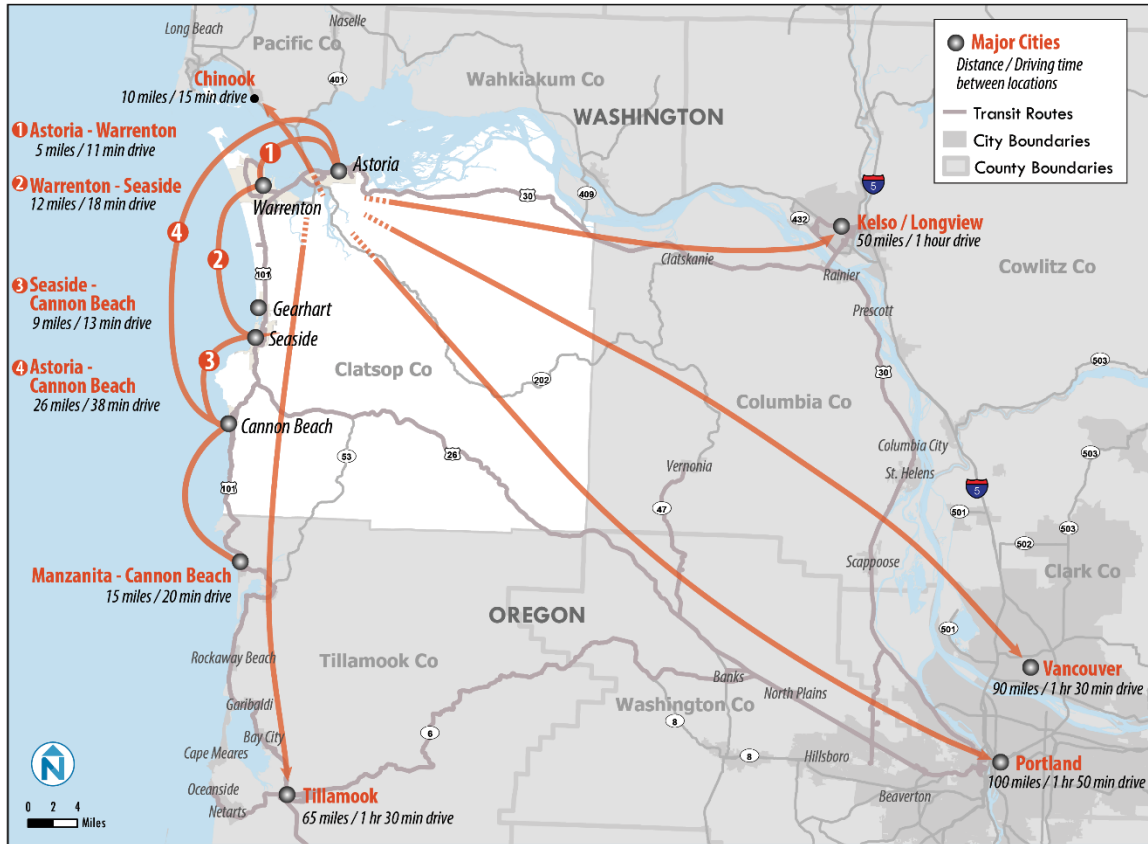 Long Beach
Naselle
Pacific Co
401
Wahkiakum Co
WASHINGTON
Chinook
10 miles / 15 min drive
1 Astoria - Warrenton
5 miles / 11 min drive
2 Warrenton - Seaside
12 miles / 18 min drive
3 Seaside -
Cannon Beach
9 miles / 13 min drive
4 Astoria -
Cannon Beach
26 miles / 38 min drive
Major Cities
Distance / Driving time
between locations
Transit Routes
City Boundaries
County Boundaries
1
Astoria
Warrenton
4
2
101
Gearhart
Seaside
3
Clatsop Co
Cannon Beach
101
53
26
202
30
409
Clatskanie
432
5
Kelso / Longview
50 miles / 1 hour drive
Rainier
Cowlitz Co
Prescott
30
503
Columbia Co
Columbia City
St. Helens
Vernonia
47
5
501
503
502
503
Scappoose
Clark Co
501
Manzanita - Cannon Beach
15 miles / 20 min drive
OREGON
Rockaway Beach
Tillamook Co
Garibaldi
Bay City
Cape Meares
Oceanside
Netarts
6
Banks
North Plains
Washington Co
8
8
Hillsboro
Beaverton
Vancouver
90 miles / 1 hr 30 min drive
Portland
100 miles / 1 hr 50 min drive
Tillamook
65 miles / 1 hr 30 min drive
N
0 2 4
Miles